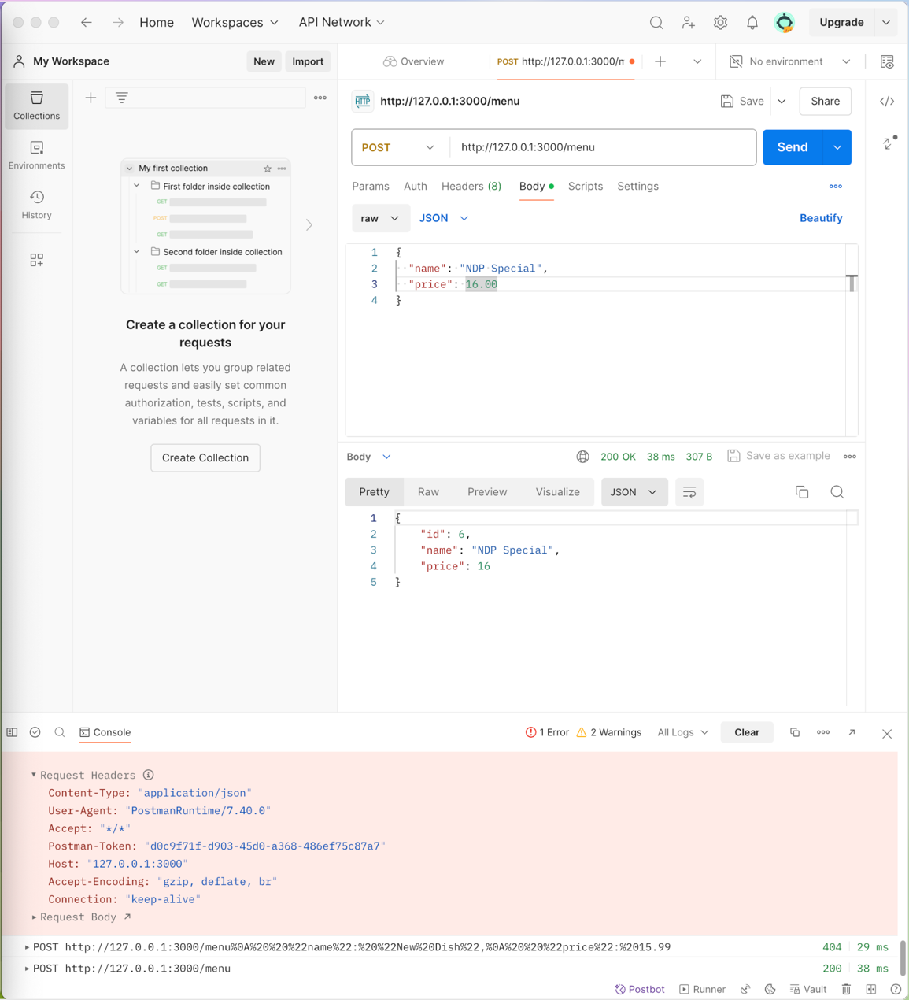 Home
Workspaces
API Network
Upgrade
My Workspace
New
Import
Overview
POST http://127.0.0.1:3000/m
No environment
Collections
Environments
History
My first collection
First folder inside collection
GET
POST
GET
Second folder inside collection
GET
GET
Create a collection for your
requests
A collection lets you group related
requests and easily set common
authorization, tests, scripts, and
variables for all requests in it.
Create Collection
HTTP
http://127.0.0.1:3000/menu
Save
Share
POST
http://127.0.0.1:3000/menu
Send
Params
Auth
Headers (8)
Body
Scripts
Settings
raw
JSON
Beautify
1 {
2 "name": "NDP Special",
3 "price": 16.00
4 }
Body
200 OK
38 ms
307 B
Save as example
Pretty
Raw
Preview
Visualize
JSON
1 {
2 "id": 6,
3 "name": "NDP Special",
4 "price": 16
5 }
Console
1 Error
2 Warnings
All Logs
Clear
Request Headers
Content-Type: "application/json"
User-Agent: "PostmanRuntime/7.40.0"
Accept: "*/*"
Postman-Token: "d0c9f71f-d903-45d0-a368-486ef75c87a7"
Host: "127.0.0.1:3000"
Accept-Encoding: "gzip, deflate, br"
Connection: "keep-alive"
Request Body
POST http://127.0.0.1:3000/menu%0A%20%20%22name%22:%20%22New%20Dish%22,%0A%20%20%22price%22:%2015.99 404 29 ms
POST http://127.0.0.1:3000/menu 200 38 ms
Postbot
Runner
Vault